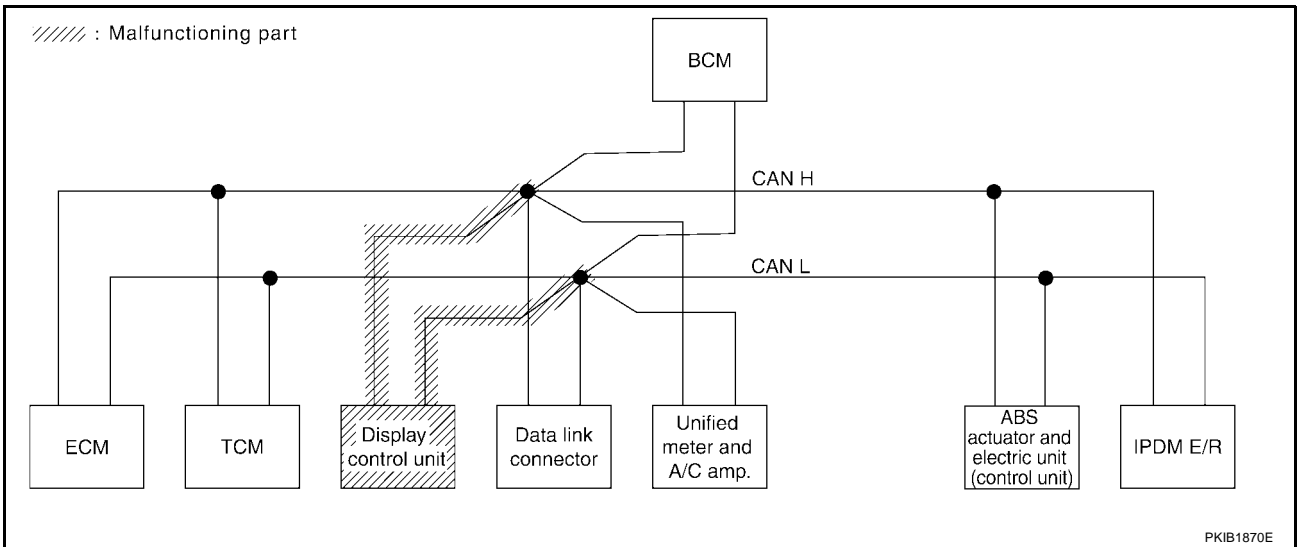 : Malfunctioning part
BCM
CAN H
CAN L
ECM
TCM
Display
control unit
Data link
connector
Unified
meter and
A/C amp.
ABS
actuator and
electric unit
(control unit)
IPDM E/R
PKIB1870E